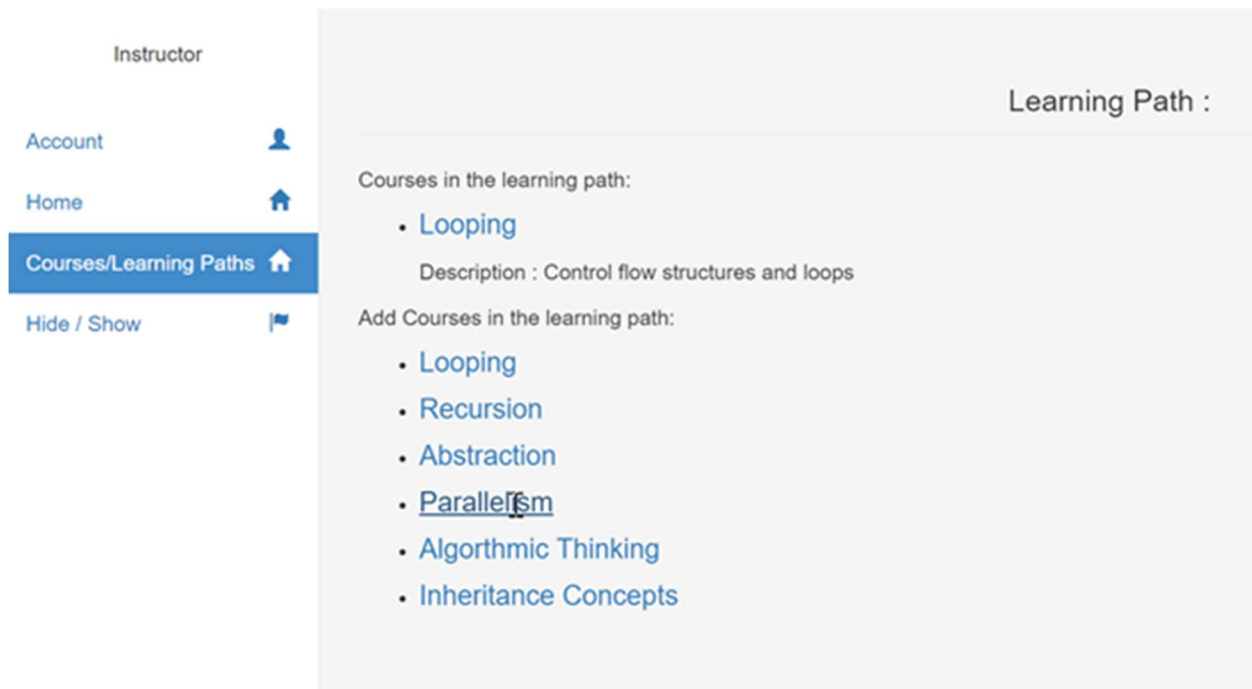 Instructor
Account
Home
Courses/Learning Paths
Hide / Show
Learning Path :
Courses in the learning path:
Looping
Description : Control flow structures and loops
Add Courses in the learning path:
Looping
Recursion
Abstraction
Parallelism
Algorthmic Thinking
Inheritance Concepts